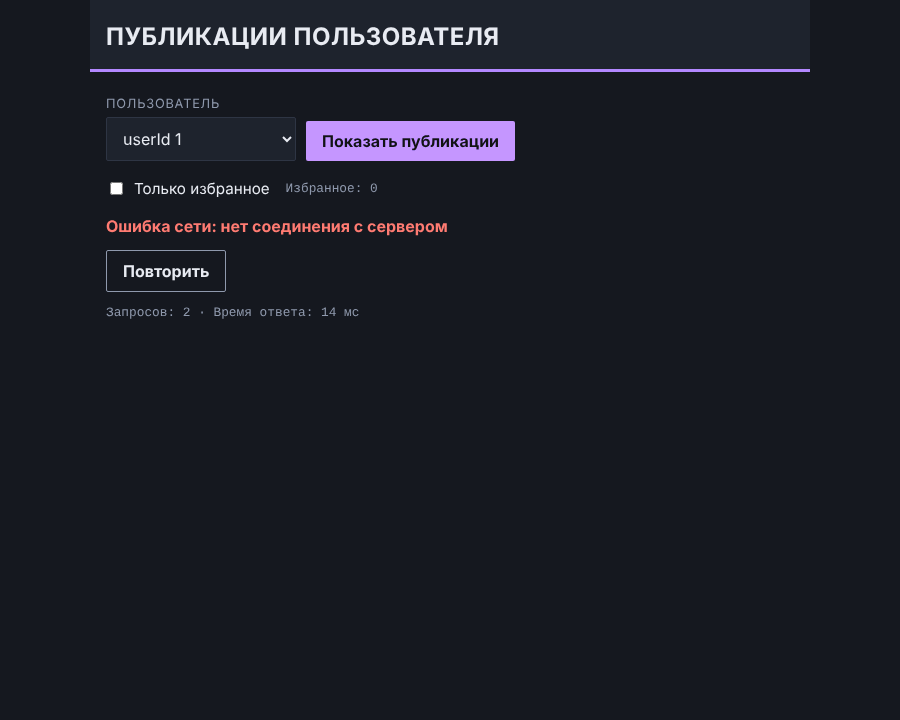 ПУБЛИКАЦИИ ПОЛЬЗОВАТЕЛЯ
ПОЛЬЗОВАТЕЛЬ
userId 1
Показать публикации
Только избранное
Избранное: 0
Ошибка сети: нет соединения с сервером
Повторить
Запросов: 2 · Время ответа: 14 мс